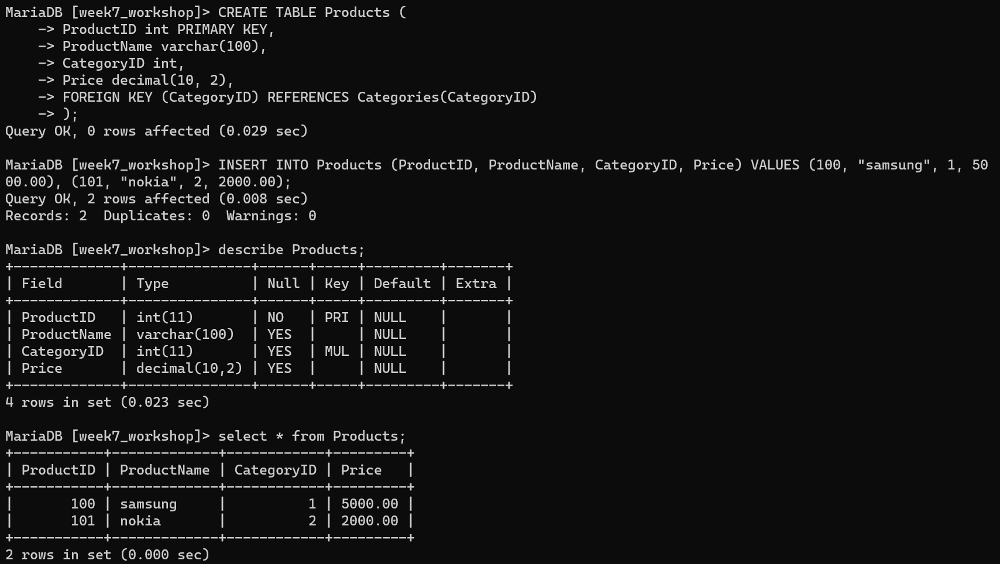 MariaDB [week7_workshop]> CREATE TABLE Products (
    -> ProductID int PRIMARY KEY,
    -> ProductName varchar(100),
    -> CategoryID int,
    -> Price decimal(10, 2),
    -> FOREIGN KEY (CategoryID) REFERENCES Categories(CategoryID)
    -> );
Query OK, 0 rows affected (0.029 sec)

MariaDB [week7_workshop]> INSERT INTO Products (ProductID, ProductName, CategoryID, Price) VALUES (100, "samsung", 1, 50
00.00), (101, "nokia", 2, 2000.00);
Query OK, 2 rows affected (0.008 sec)
Records: 2  Duplicates: 0  Warnings: 0

MariaDB [week7_workshop]> describe Products;
+-------------+---------------+------+-----+---------+-------+
| Field       | Type          | Null | Key | Default | Extra |
+-------------+---------------+------+-----+---------+-------+
| ProductID   | int(11)       | NO   | PRI | NULL    |       |
| ProductName | varchar(100)  | YES  |     | NULL    |       |
| CategoryID  | int(11)       | YES  | MUL | NULL    |       |
| Price       | decimal(10,2) | YES  |     | NULL    |       |
+-------------+---------------+------+-----+---------+-------+
4 rows in set (0.023 sec)

MariaDB [week7_workshop]> select * from Products;
+-----------+-------------+------------+---------+
| ProductID | ProductName | CategoryID | Price   |
+-----------+-------------+------------+---------+
|       100 | samsung     |          1 | 5000.00 |
|       101 | nokia       |          2 | 2000.00 |
+-----------+-------------+------------+---------+
2 rows in set (0.000 sec)